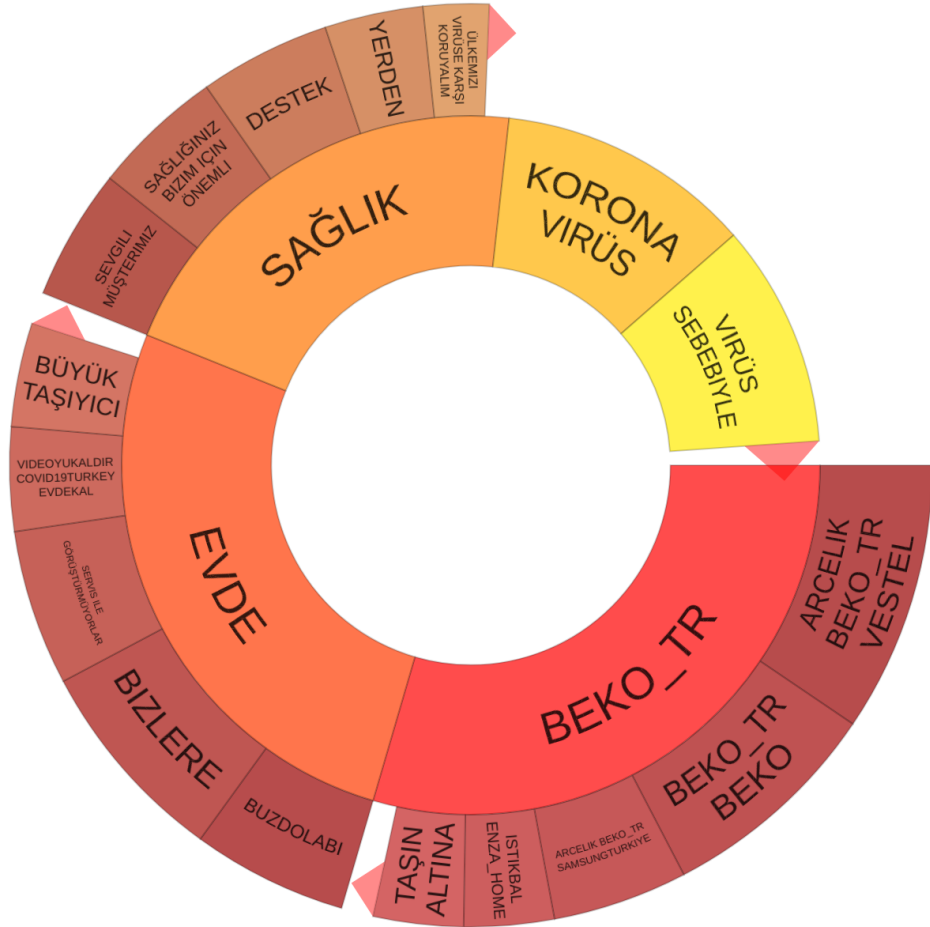 ÜLKEMIZI
VIRÜSE KARŞI
KORUYALIM
YERDEN
DESTEK
SAĞLIĞINIZ
BIZIM IÇIN
ÖNEMLI
SEVGILI
MÜŞTERIMIZ
SAĞLIK
KORONA
VIRÜS
VIRÜS
SEBEBIYLE
BÜYÜK
TAŞIYICI
VIDEOYUKALDIR
COVID19TURKEY
EVDEKAL
SERVIS ILE
GÖRÜŞTÜRMÜYORLAR
BIZLERE
BUZDOLABI
EVDE
BEKO_TR
ARCELIK
BEKO_TR
VESTEL
BEKO_TR
BEKO
ARCELIK BEKO_TR
SAMSUNGTURKIYE
ISTIKBAL
ENZA_HOME
TAŞIN
ALTINA